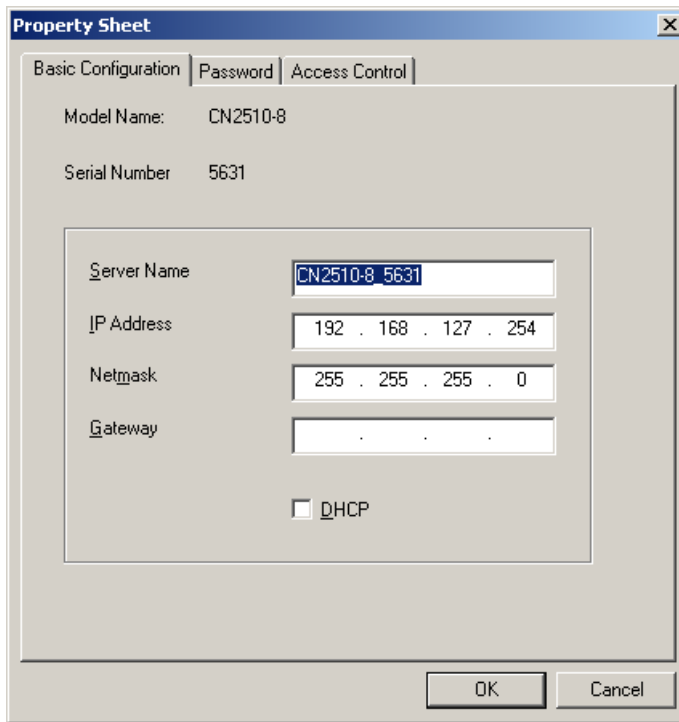 Property Sheet
Basic Configuration Password Access Control
Model Name: CN2510-8
Serial Number 5631
Server Name CN2510-8_5631
IP Address 192 . 168 . 127 . 254
Netmask 255 . 255 . 255 . 0
Gateway . . .
DHCP
OK Cancel